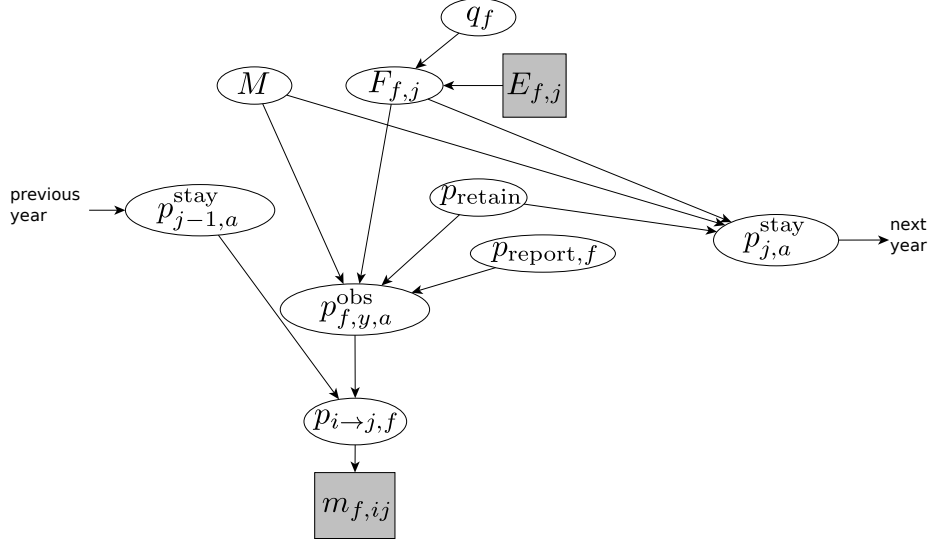 q_f
M
F_{f,j}
E_{f,j}
previous
year
p^{stay}_{j-1,a}
p_{retain}
p_{report,f}
p^{stay}_{j,a}
next
year
p^{obs}_{f,y,a}
p_{i→j,f}
m_{f,ij}